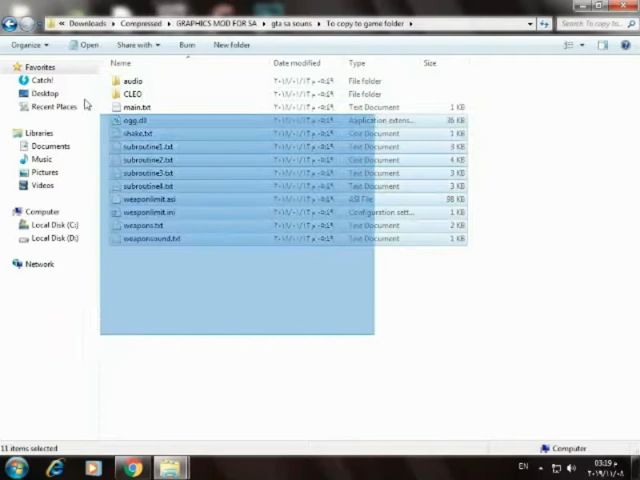 « Downloads ▸ Compressed ▸ GRAPHICS MOD FOR SA ▸ gta sa souns ▸ To copy to game folder ▸
Search To copy to...
Organize ▾ Open Share with ▾ Burn New folder
Name Date modified Type Size
Favorites
Catch!
Desktop
Recent Places
Libraries
Documents
Music
Pictures
Videos
Computer
Local Disk (C:)
Local Disk (D:)
Network
audio File folder
CLEO File folder
main.txt Text Document 1 KB
ogg.dll Application extens... 36 KB
shake.txt Text Document 1 KB
subroutine1.txt Text Document 3 KB
subroutine2.txt Text Document 4 KB
subroutine3.txt Text Document 3 KB
subroutine4.txt Text Document 3 KB
weaponlimit.asi ASI File 98 KB
weaponlimit.ini Configuration sett... 1 KB
weapons.txt Text Document 2 KB
weaponsound.txt Text Document 1 KB
11 items selected
Computer
EN
03:19 م
٢٠١٩/١١/٠٨